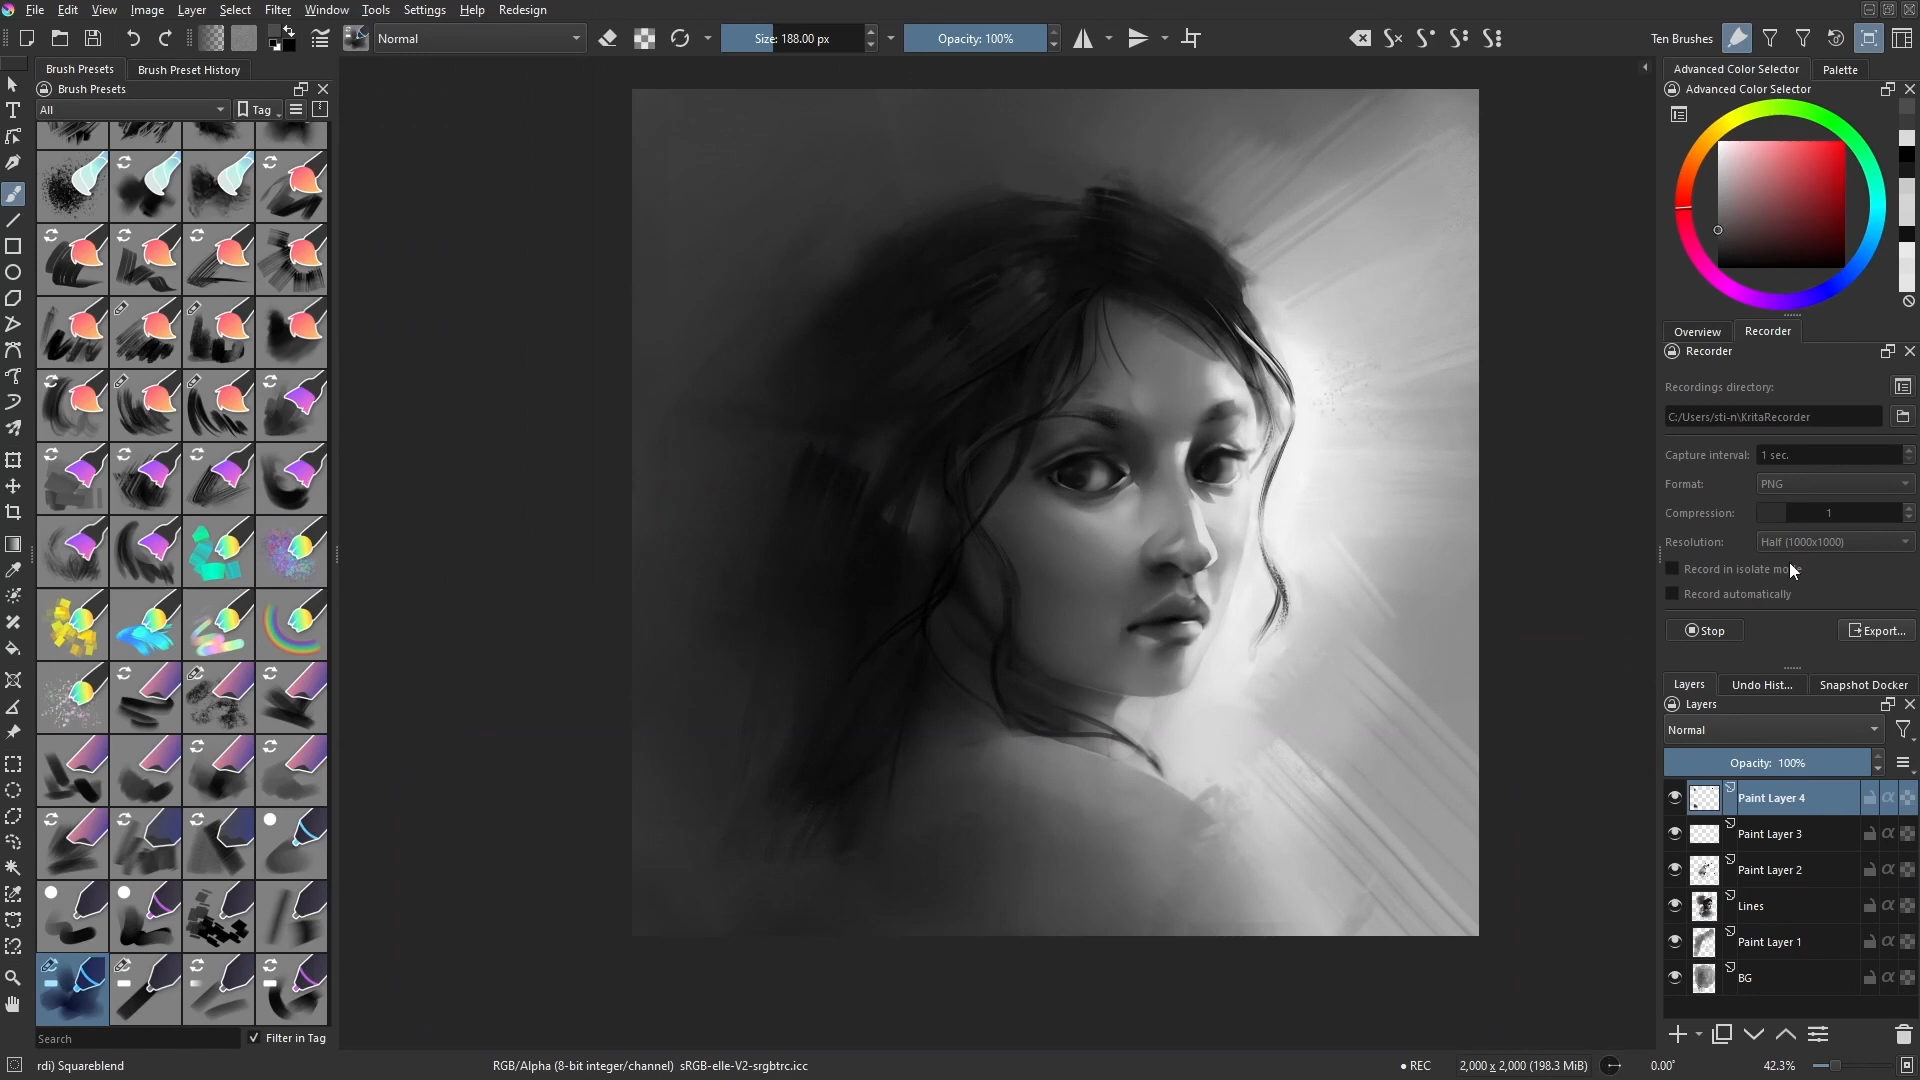 File Edit View Image Layer Select Filter Window Tools Settings Help Redesign
Normal Size: 188.00 px Opacity: 100% Ten Brushes
Brush Presets Brush Preset History
Brush Presets
All Tag
Search Filter in Tag
Advanced Color Selector Palette
Advanced Color Selector
Overview Recorder
Recorder
Recordings directory:
C:/Users/sti-n\KritaRecorder
Capture interval: 1 sec.
Format: PNG
Compression: 1
Resolution: Half (1000x1000)
Record in isolate mode
Record automatically
Stop Export...
Layers Undo Hist... Snapshot Docker
Layers
Normal
Opacity: 100%
Paint Layer 4
Paint Layer 3
Paint Layer 2
Lines
Paint Layer 1
BG
rdi) Squareblend RGB/Alpha (8-bit integer/channel) sRGB-elle-V2-srgbtrc.icc • REC 2,000 x 2,000 (198.3 MiB) 0.00° 42.3%